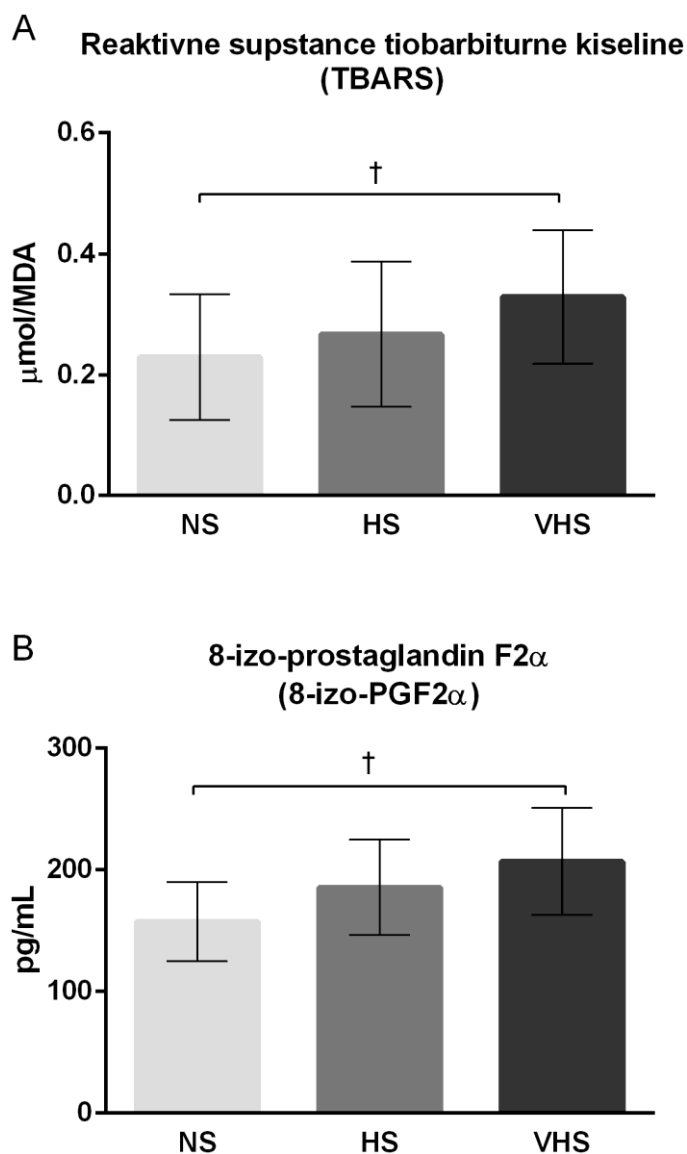 A
Reaktivne supstance tiobarbiturne kiseline
(TBARS)
0.6
†
0.4
μmol/MDA
0.2
0.0
NS HS VHS
B
8-izo-prostaglandin F2α
(8-izo-PGF2α)
300
†
200
pg/mL
100
0
NS HS VHS